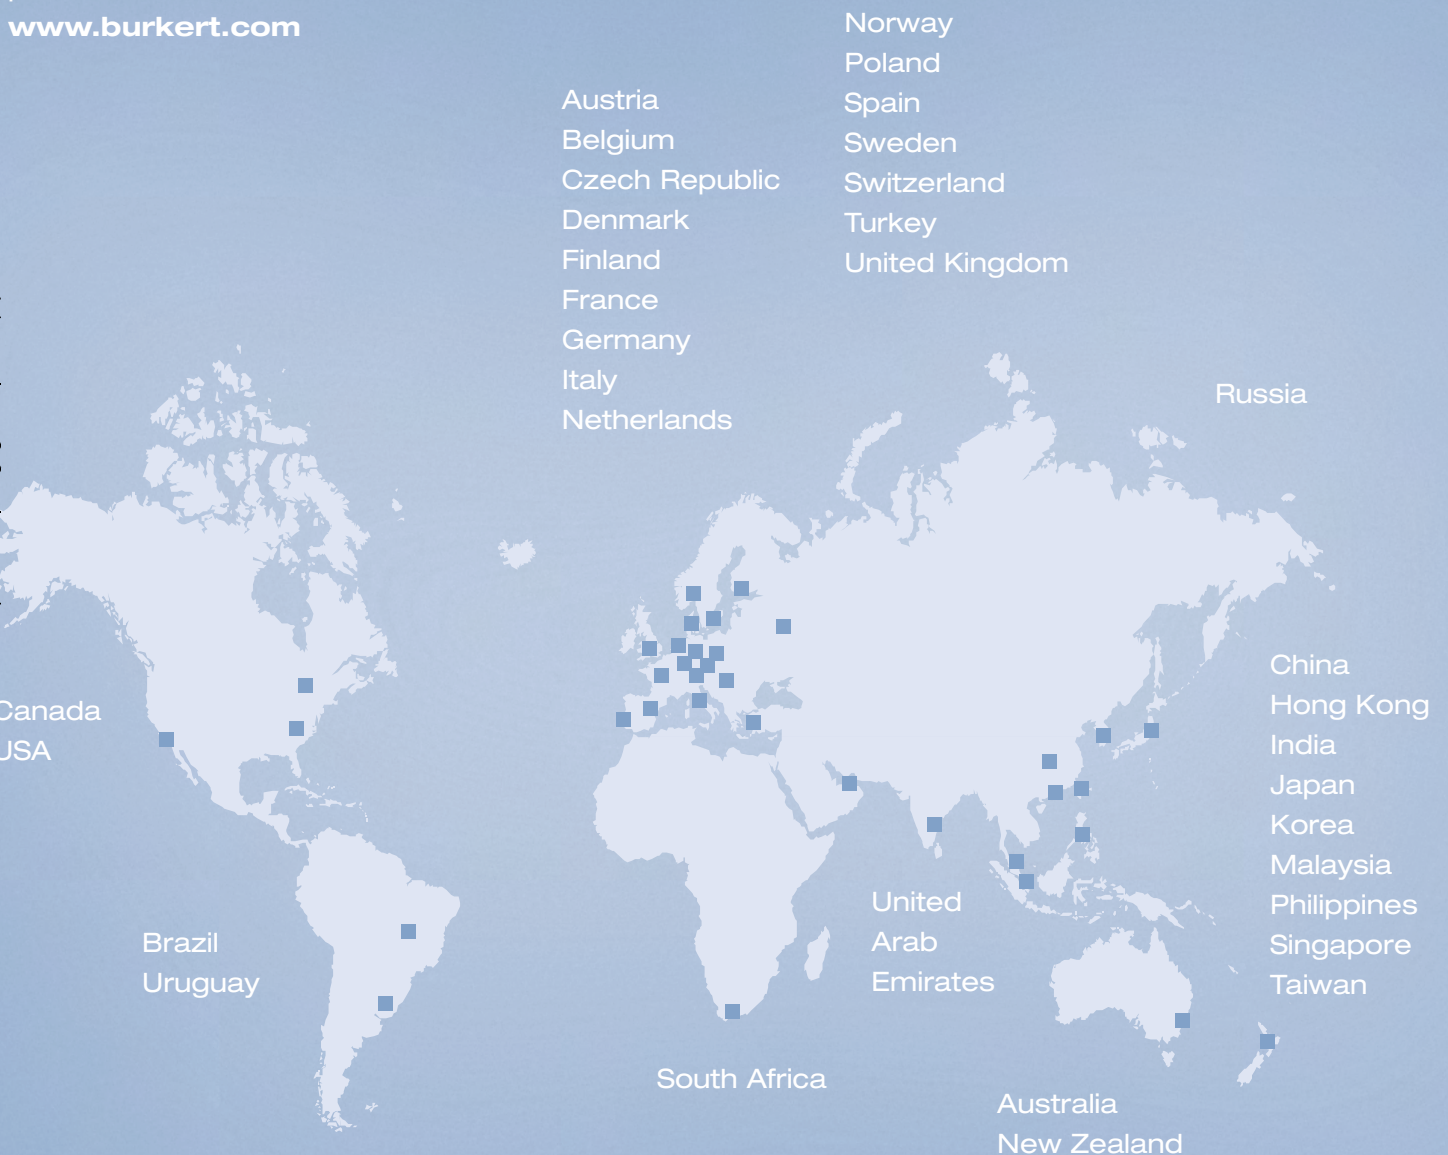 www.burkert.com
Austria
Belgium
Czech Republic
Denmark
Finland
France
Germany
Italy
Netherlands
Norway
Poland
Spain
Sweden
Switzerland
Turkey
United Kingdom
Russia
Canada
USA
China
Hong Kong
India
Japan
Korea
Malaysia
Philippines
Singapore
Taiwan
Brazil
Uruguay
United
Arab
Emirates
South Africa
Australia
New Zealand